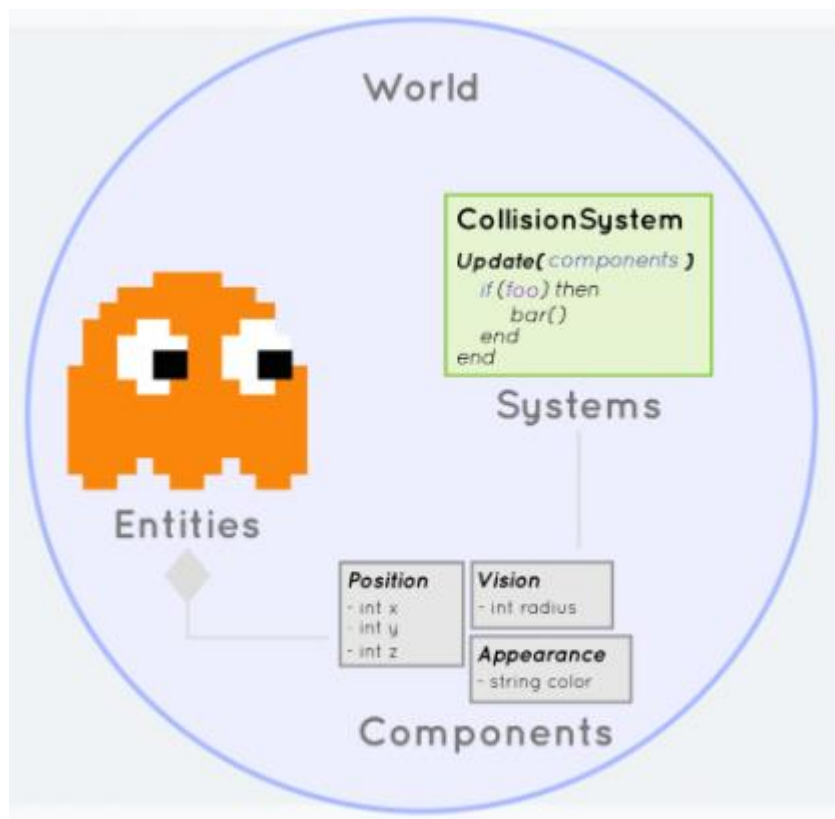 World
CollisionSystem
Update( components )
if (foo) then
bar()
end
end
Systems
Entities
Position
- int x
- int y
- int z
Vision
- int radius
Appearance
- string color
Components